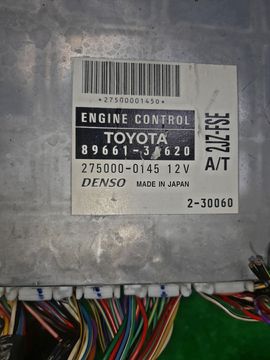 *27500001450*
ENGINE CONTROL
2JZ-FSE
TOYOTA
A/T
275000-0145 12V
DENSO MADE IN JAPAN
2-30060